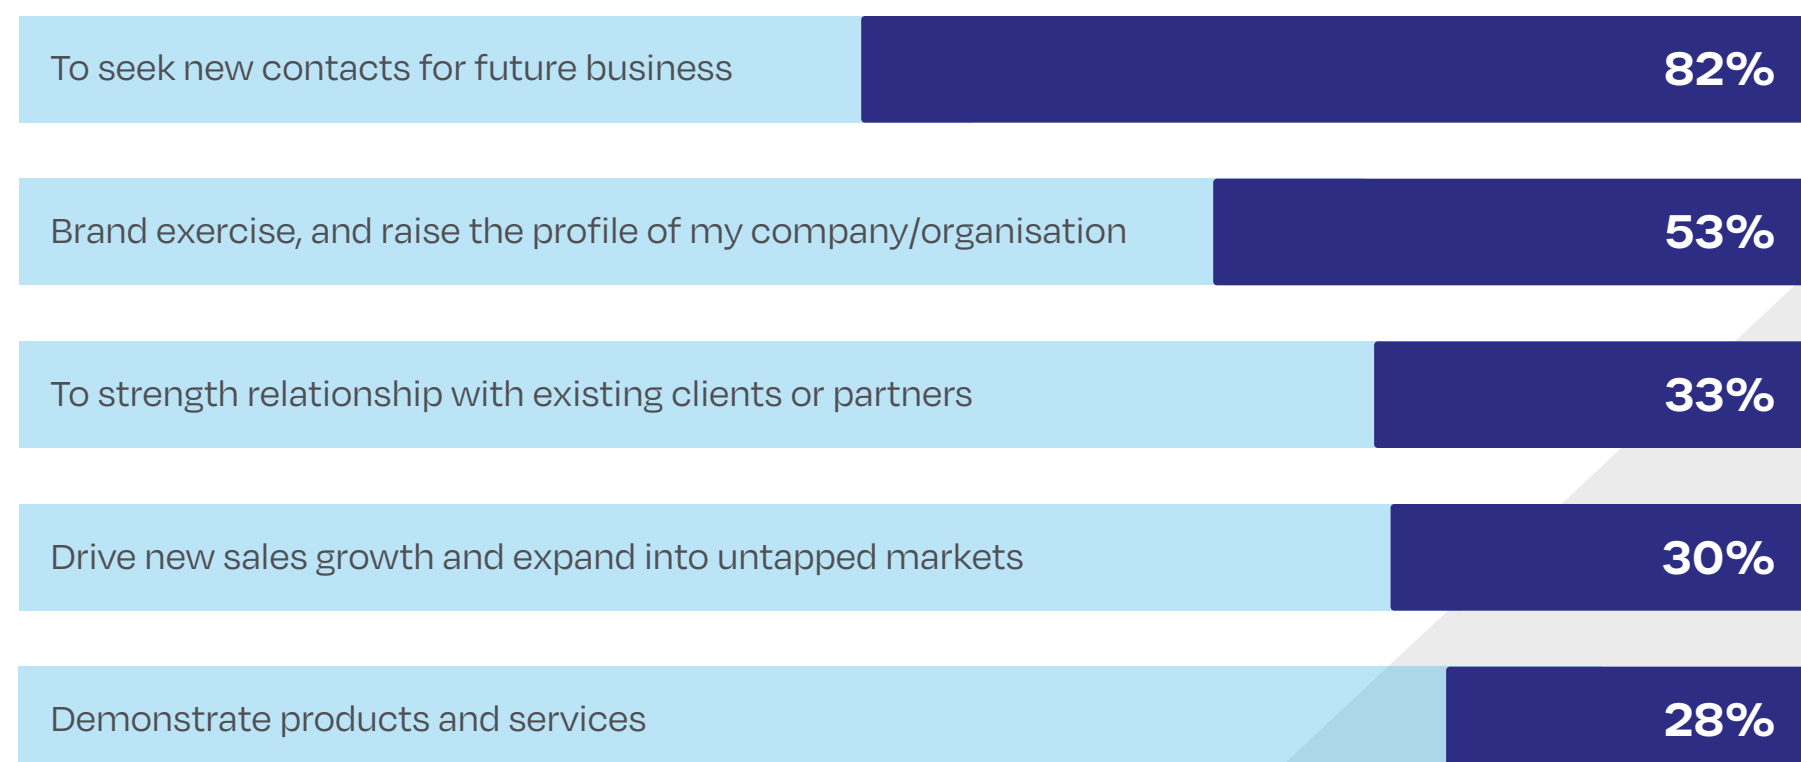 To seek new contacts for future business 82%
Brand exercise, and raise the profile of my company/organisation 53%
To strength relationship with existing clients or partners 33%
Drive new sales growth and expand into untapped markets 30%
Demonstrate products and services 28%